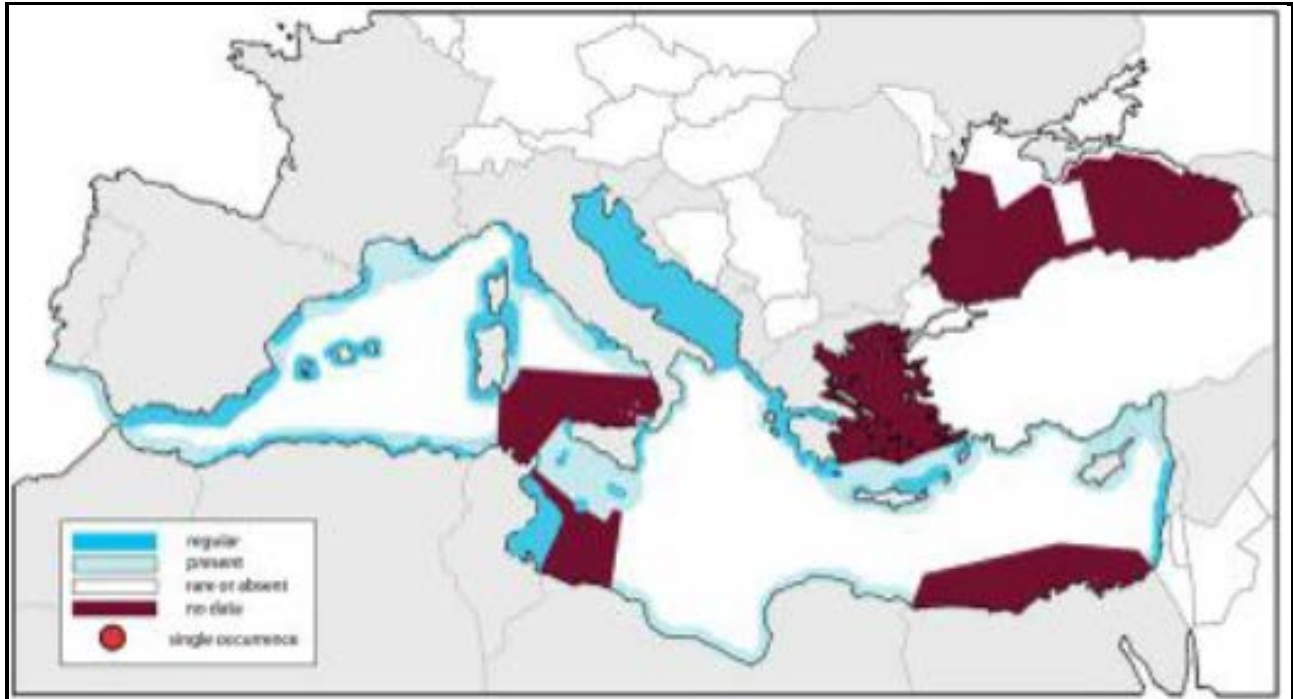 regular
present
rare or absent
no data
single occurrence